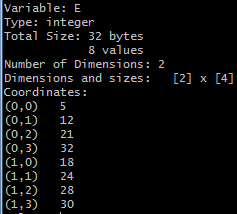 Variable: E
Type: integer
Total Size: 32 bytes
8 values
Number of Dimensions: 2
Dimensions and sizes: [2] x [4]
Coordinates:
(0,0) 5
(0,1) 12
(0,2) 21
(0,3) 32
(1,0) 18
(1,1) 24
(1,2) 28
(1,3) 30